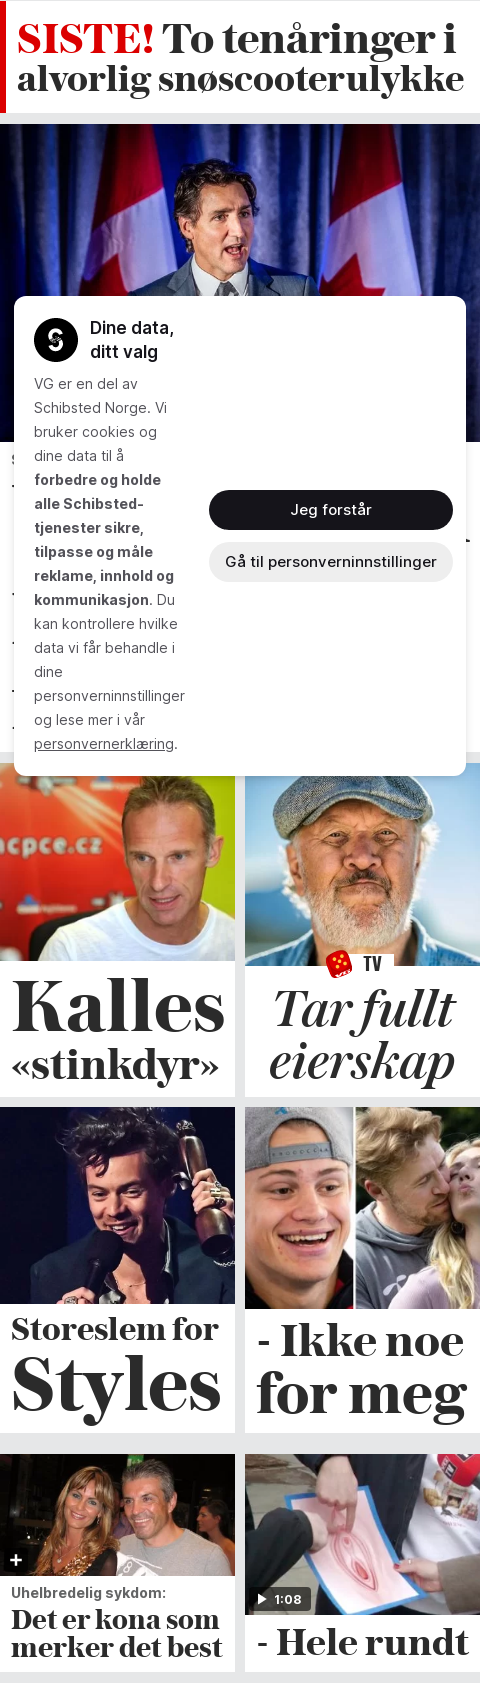 SISTE! To tenåringer i
alvorlig snøscooterulykke
Dine data,
ditt valg
VG er en del av
Schibsted Norge. Vi
bruker cookies og
dine data til å
forbedre og holde
alle Schibsted-
tjenester sikre,
tilpasse og måle
reklame, innhold og
kommunikasjon. Du
kan kontrollere hvilke
data vi får behandle i
dine
personverninnstillinger
og lese mer i vår
personvernerklæring.
Jeg forstår
Gå til personverninnstillinger
acpce.cz
Kalles
«stinkdyr»
TV
Tar fullt
eierskap
Storeslem for
Styles
- Ikke noe
for meg
Uhelbredelig sykdom:
Det er kona som
merker det best
1:08
- Hele rundt